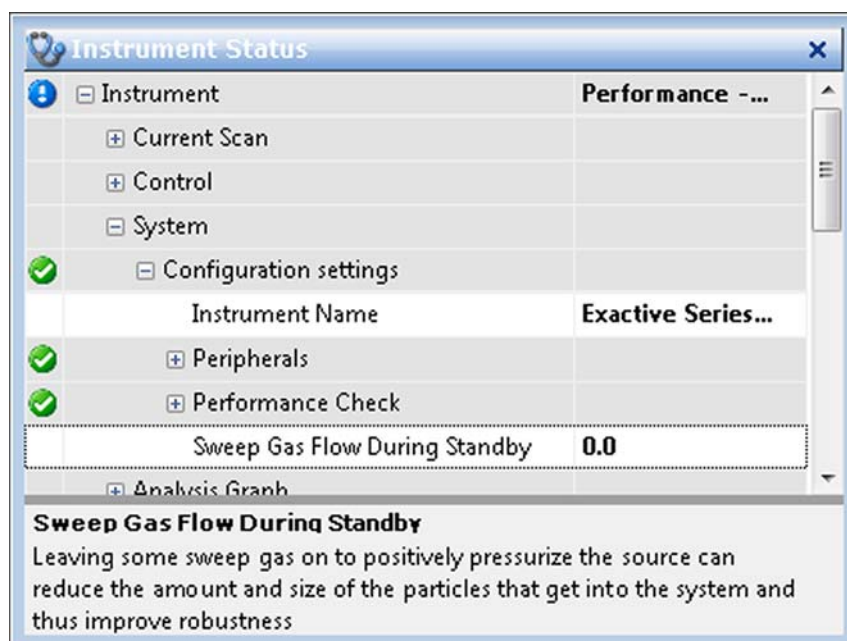 Instrument Status
Instrument Performance -...
Current Scan
Control
System
Configuration settings
Instrument Name Exactive Series...
Peripherals
Performance Check
Sweep Gas Flow During Standby 0.0
Analysis Graph
Sweep Gas Flow During Standby
Leaving some sweep gas on to positively pressurize the source can
reduce the amount and size of the particles that get into the system and
thus improve robustness